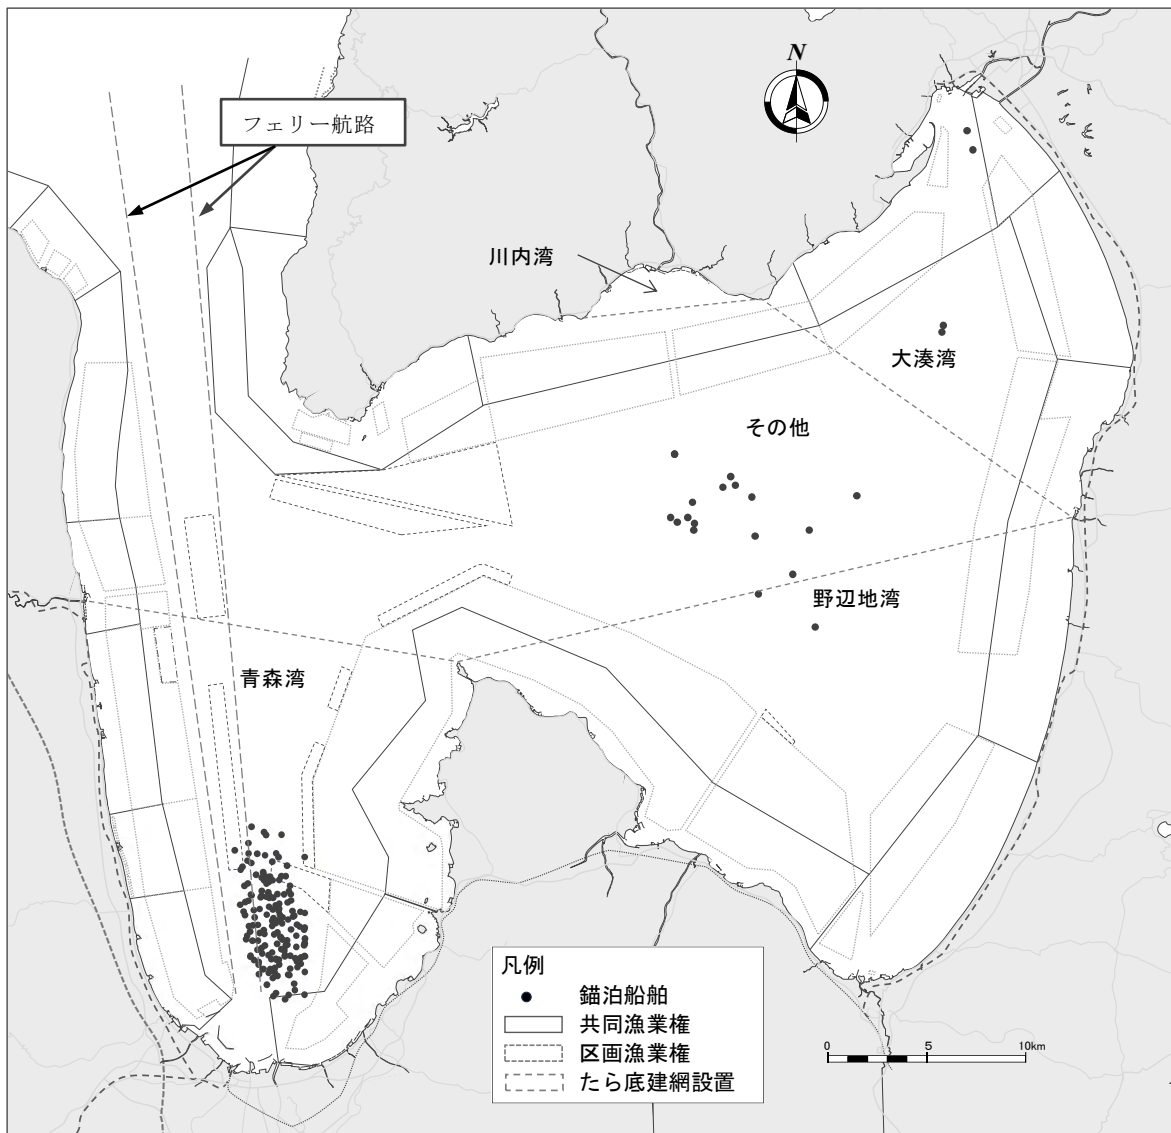 N
フェリー航路
川内湾
大湊湾
その他
野辺地湾
青森湾
凡例
錨泊船舶
共同漁業権
区画漁業権
たら底建網設置
0 5 10km